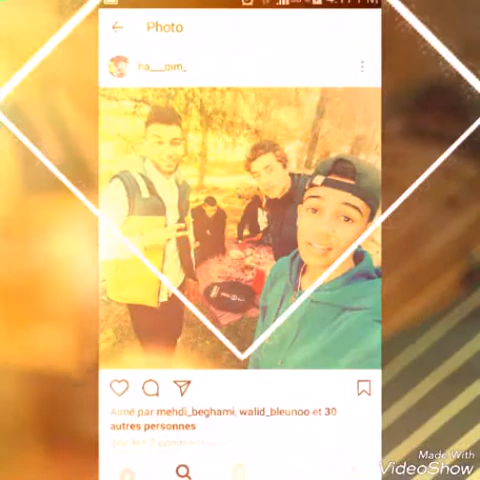 Photo
Aimé par mehdi_beghami, walid_bleunoo et 30
autres personnes
Made With
VideoShow